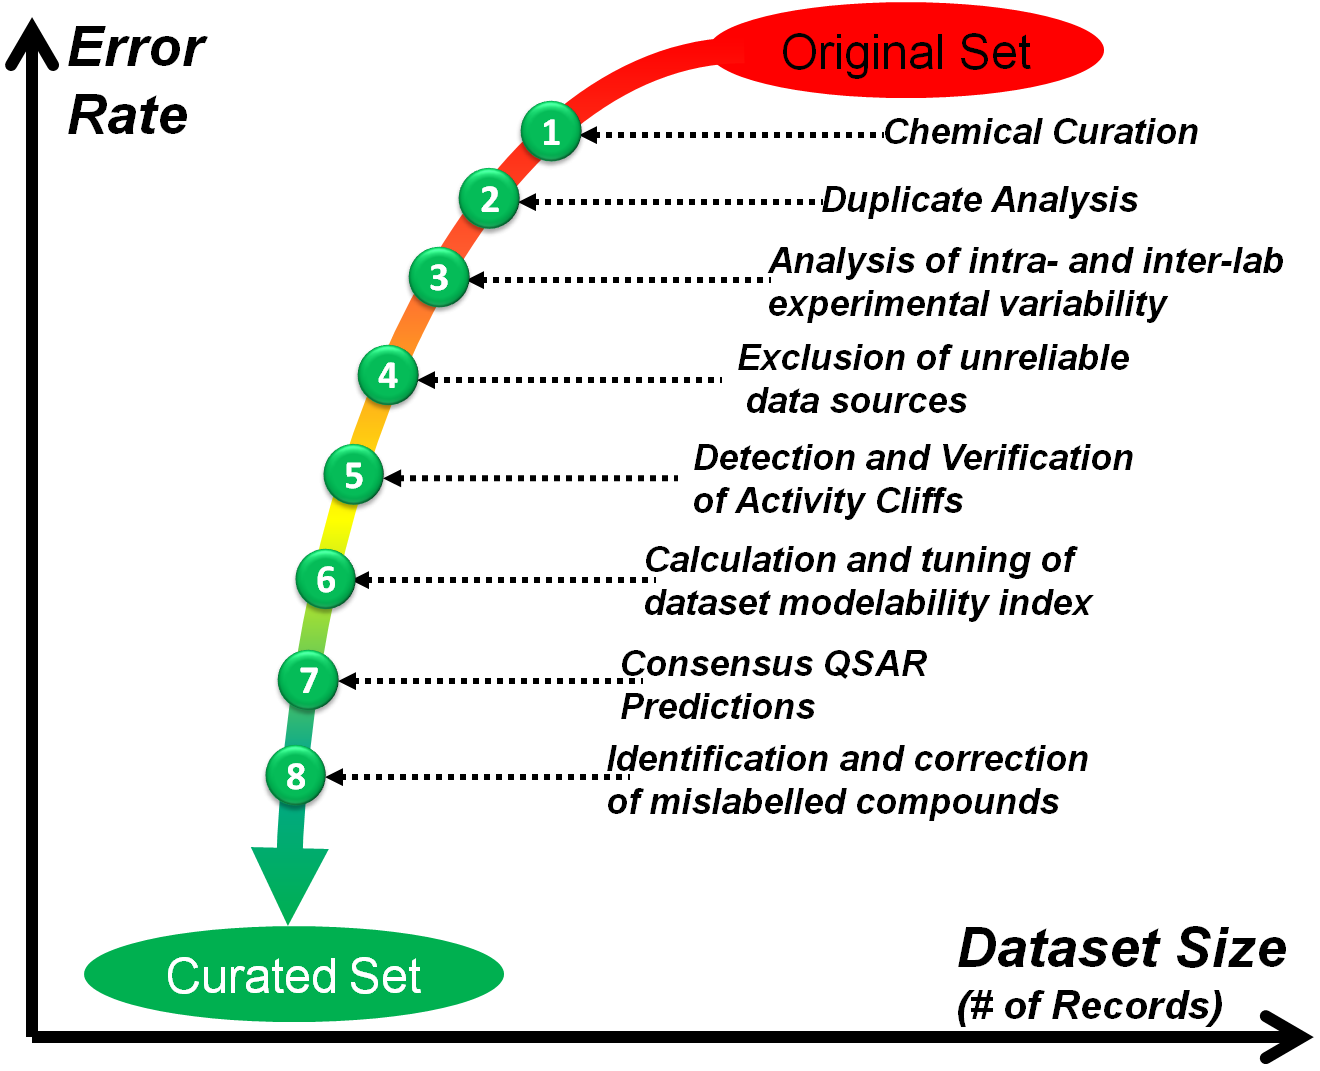 Error
Rate
Original Set
1
Chemical Curation
2
Duplicate Analysis
3
Analysis of intra- and inter-lab
experimental variability
4
Exclusion of unreliable
data sources
5
Detection and Verification
of Activity Cliffs
6
Calculation and tuning of
dataset modelability index
7
Consensus QSAR
Predictions
8
Identification and correction
of mislabelled compounds
Curated Set
Dataset Size
(# of Records)